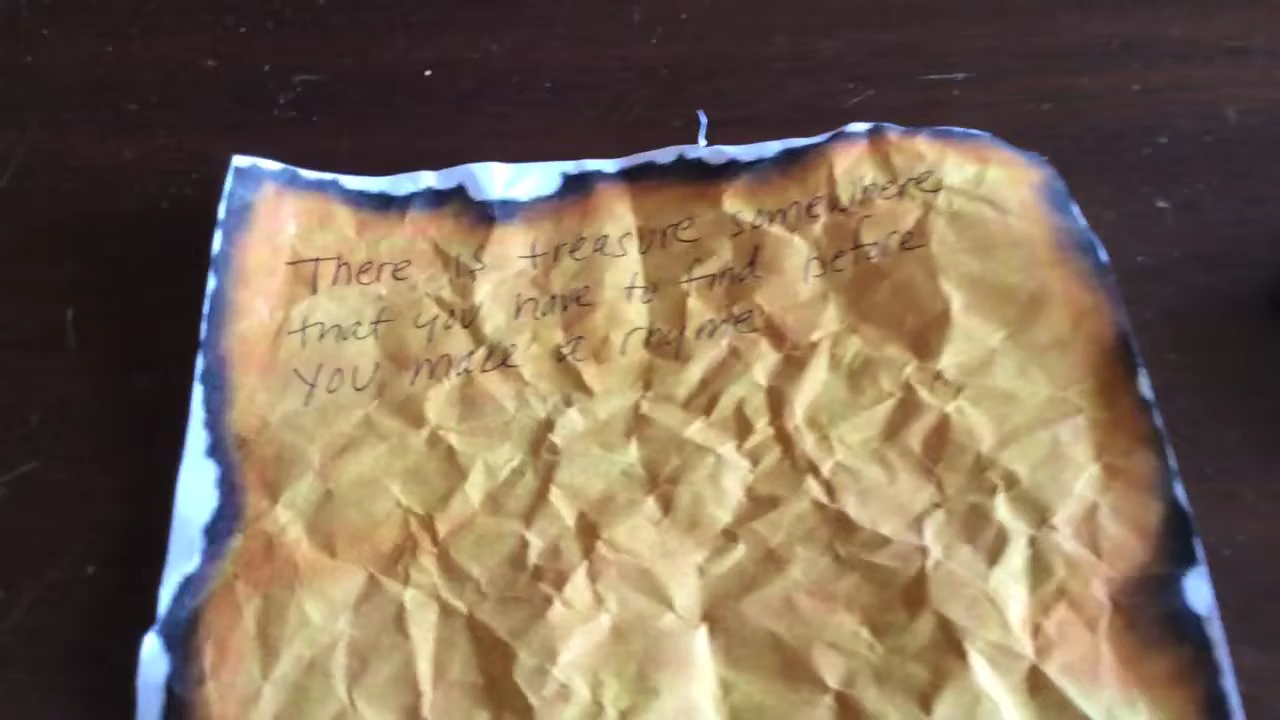 There is treasure somewhere
that you have to find before
you make a rhyme